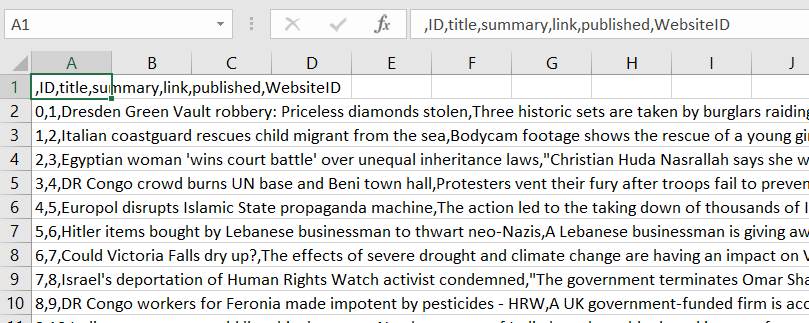 A1 fx ,ID,title,summary,link,published,WebsiteID
A B C D E F G H I J
1 ,ID,title,summary,link,published,WebsiteID
2 0,1,Dresden Green Vault robbery: Priceless diamonds stolen,Three historic sets are taken by burglars raiding
3 1,2,Italian coastguard rescues child migrant from the sea,Bodycam footage shows the rescue of a young
4 2,3,Egyptian woman 'wins court battle' over unequal inheritance laws,"Christian Huda Nasrallah says she
5 3,4,DR Congo crowd burns UN base and Beni town hall,Protesters vent their fury after troops fail to
6 4,5,Europol disrupts Islamic State propaganda machine,The action led to the taking down of thousands of
7 5,6,Hitler items bought by Lebanese businessman to thwart neo-Nazis,A Lebanese businessman is giving
8 6,7,Could Victoria Falls dry up?,The effects of severe drought and climate change are having an impact on
9 7,8,Israel's deportation of Human Rights Watch activist condemned,"The government terminates Omar
10 8,9,DR Congo workers for Feronia made impotent by pesticides - HRW,A UK government-funded firm is